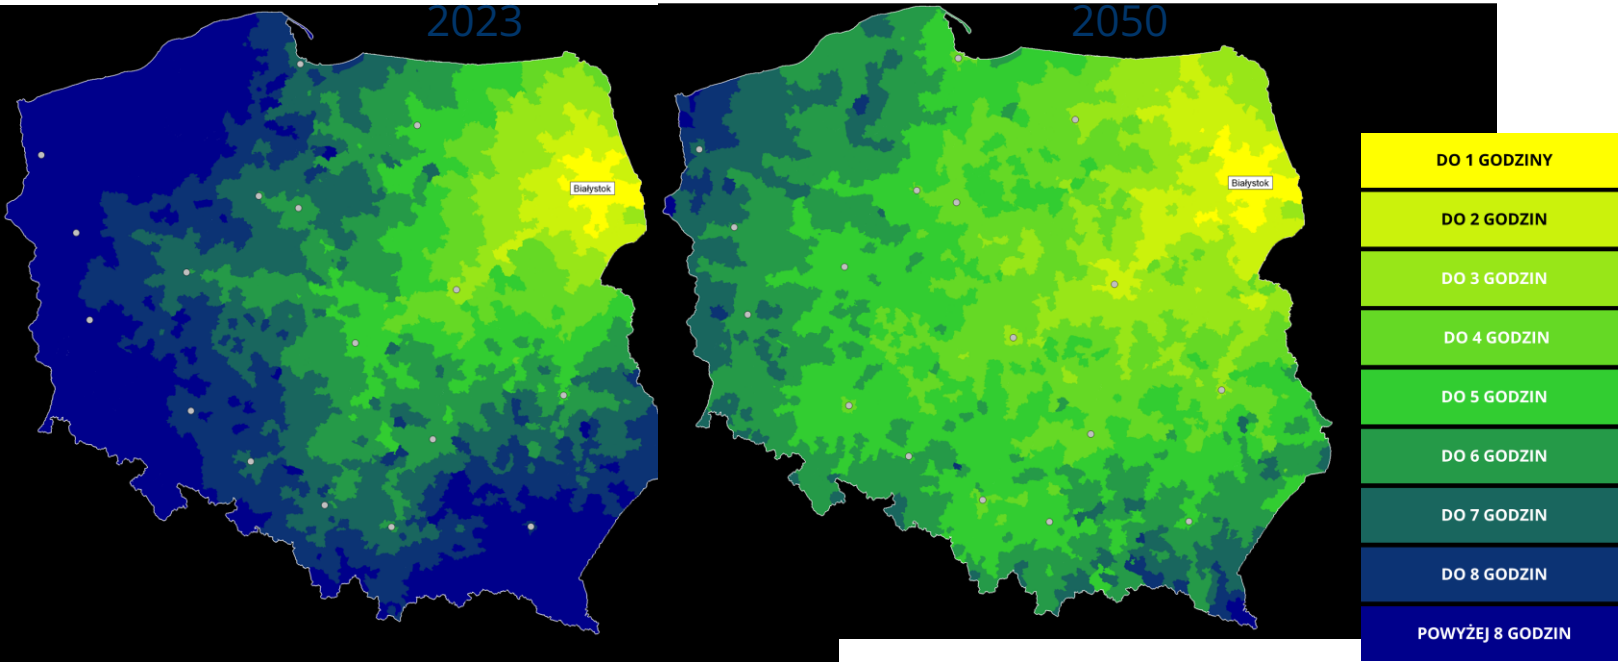 2023
2050
Białystok
Białystok
DO 1 GODZINY
DO 2 GODZIN
DO 3 GODZIN
DO 4 GODZIN
DO 5 GODZIN
DO 6 GODZIN
DO 7 GODZIN
DO 8 GODZIN
POWYŻEJ 8 GODZIN